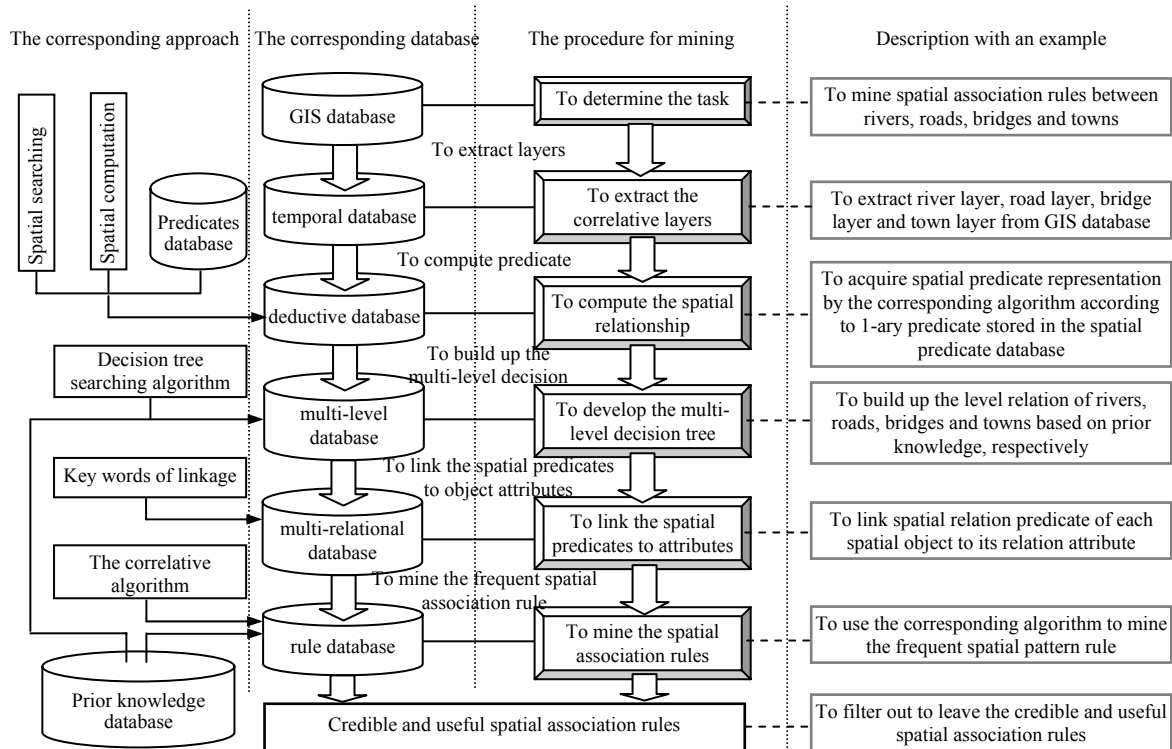 The corresponding approach
The corresponding database
The procedure for mining
Description with an example
Spatial searching
Spatial computation
Predicates
database
GIS database
To determine the task
To mine spatial association rules between
rivers, roads, bridges and towns
To extract layers
temporal database
To extract the
correlative layers
To extract river layer, road layer, bridge
layer and town layer from GIS database
To compute predicate
deductive database
To compute the spatial
relationship
To acquire spatial predicate representation
by the corresponding algorithm according
to 1-ary predicate stored in the spatial
predicate database
To build up the
multi-level decision
Decision tree
searching algorithm
multi-level
database
To develop the multi-
level decision tree
To build up the level relation of rivers,
roads, bridges and towns based on prior
knowledge, respectively
To link the spatial predicates
to object attributes
Key words of linkage
multi-relational
database
To link the spatial
predicates to attributes
To link spatial relation predicate of each
spatial object to its relation attribute
To mine the frequent spatial
association rule
The correlative
algorithm
rule database
To mine the spatial
association rules
To use the corresponding algorithm to mine
the frequent spatial pattern rule
Prior knowledge
database
Credible and useful spatial association rules
To filter out to leave the credible and useful
spatial association rules